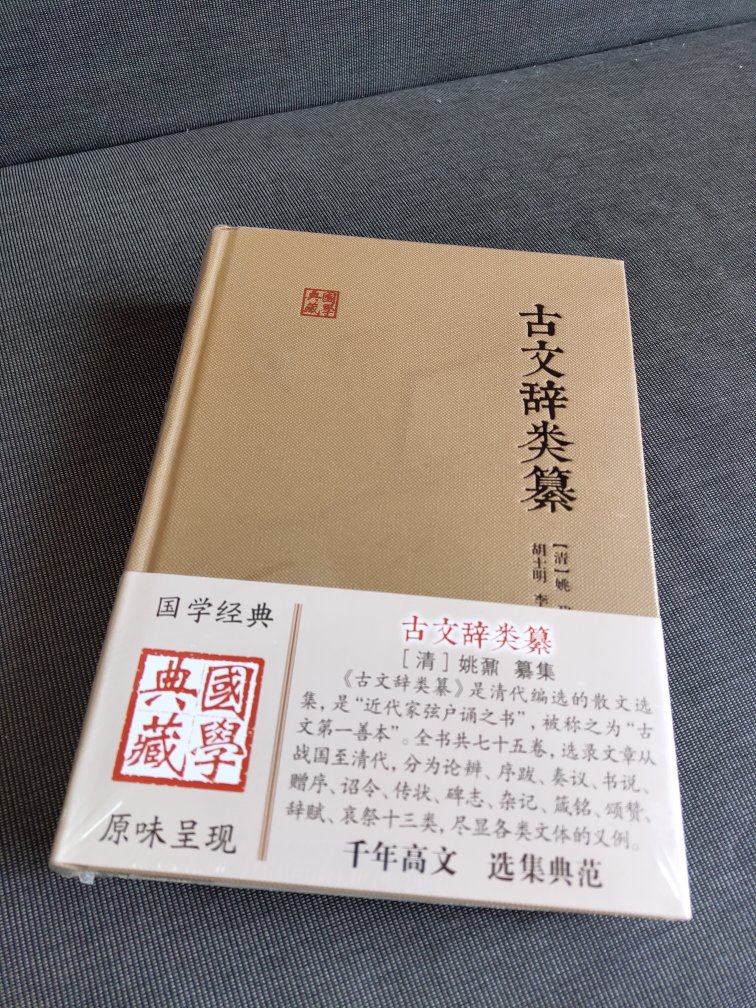 國學典藏
古文辞类纂
【清】姚
胡士明 李
国学经典
國學典藏
原味呈现
古文辞类纂
［清］姚鼐 纂集
《古文辞类纂》是清代编选的散文选
集，是“近代家弦户诵之书”，被称之为“古
文第一善本”。全书共七十五卷，选录文章从
战国至清代，分为论辨、序跋、奏议、书说、
赠序、诏令、传状、碑志、杂记、箴铭、颂赞、
辞赋、哀祭十三类，尽显各类文体的义例。
千年高文 选集典范